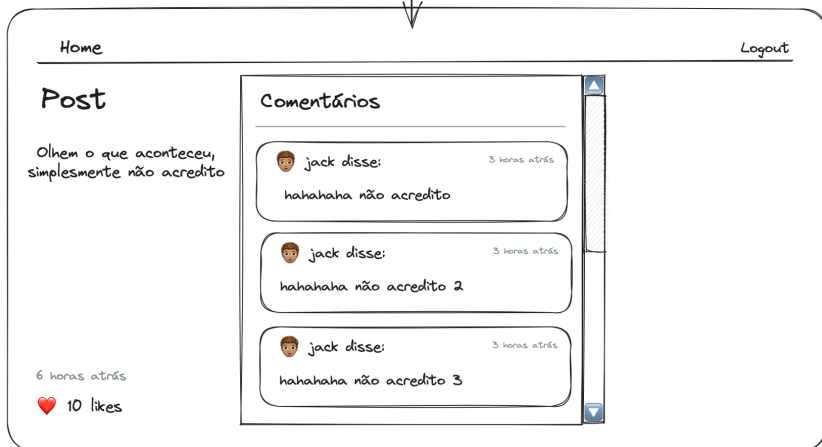 Home
Logout
Post
Olhem o que aconteceu,
simplesmente não acredito
6 horas atrás
10 likes
Comentários
jack disse:
3 horas atrás
hahahaha não acredito
jack disse:
3 horas atrás
hahahaha não acredito 2
jack disse:
3 horas atrás
hahahaha não acredito 3